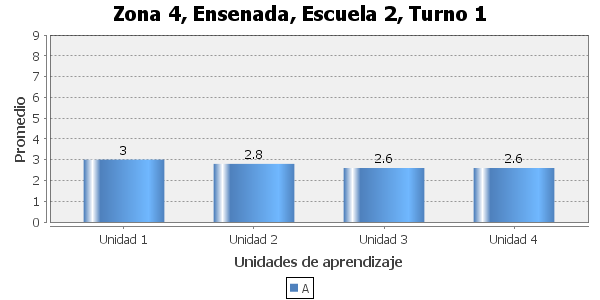 Zona 4, Ensenada, Escuela 2, Turno 1
Promedio
9
8
7
6
5
4
3
2
1
0
3
2.8
2.6
2.6
Unidad 1
Unidad 2
Unidad 3
Unidad 4
Unidades de aprendizaje
A